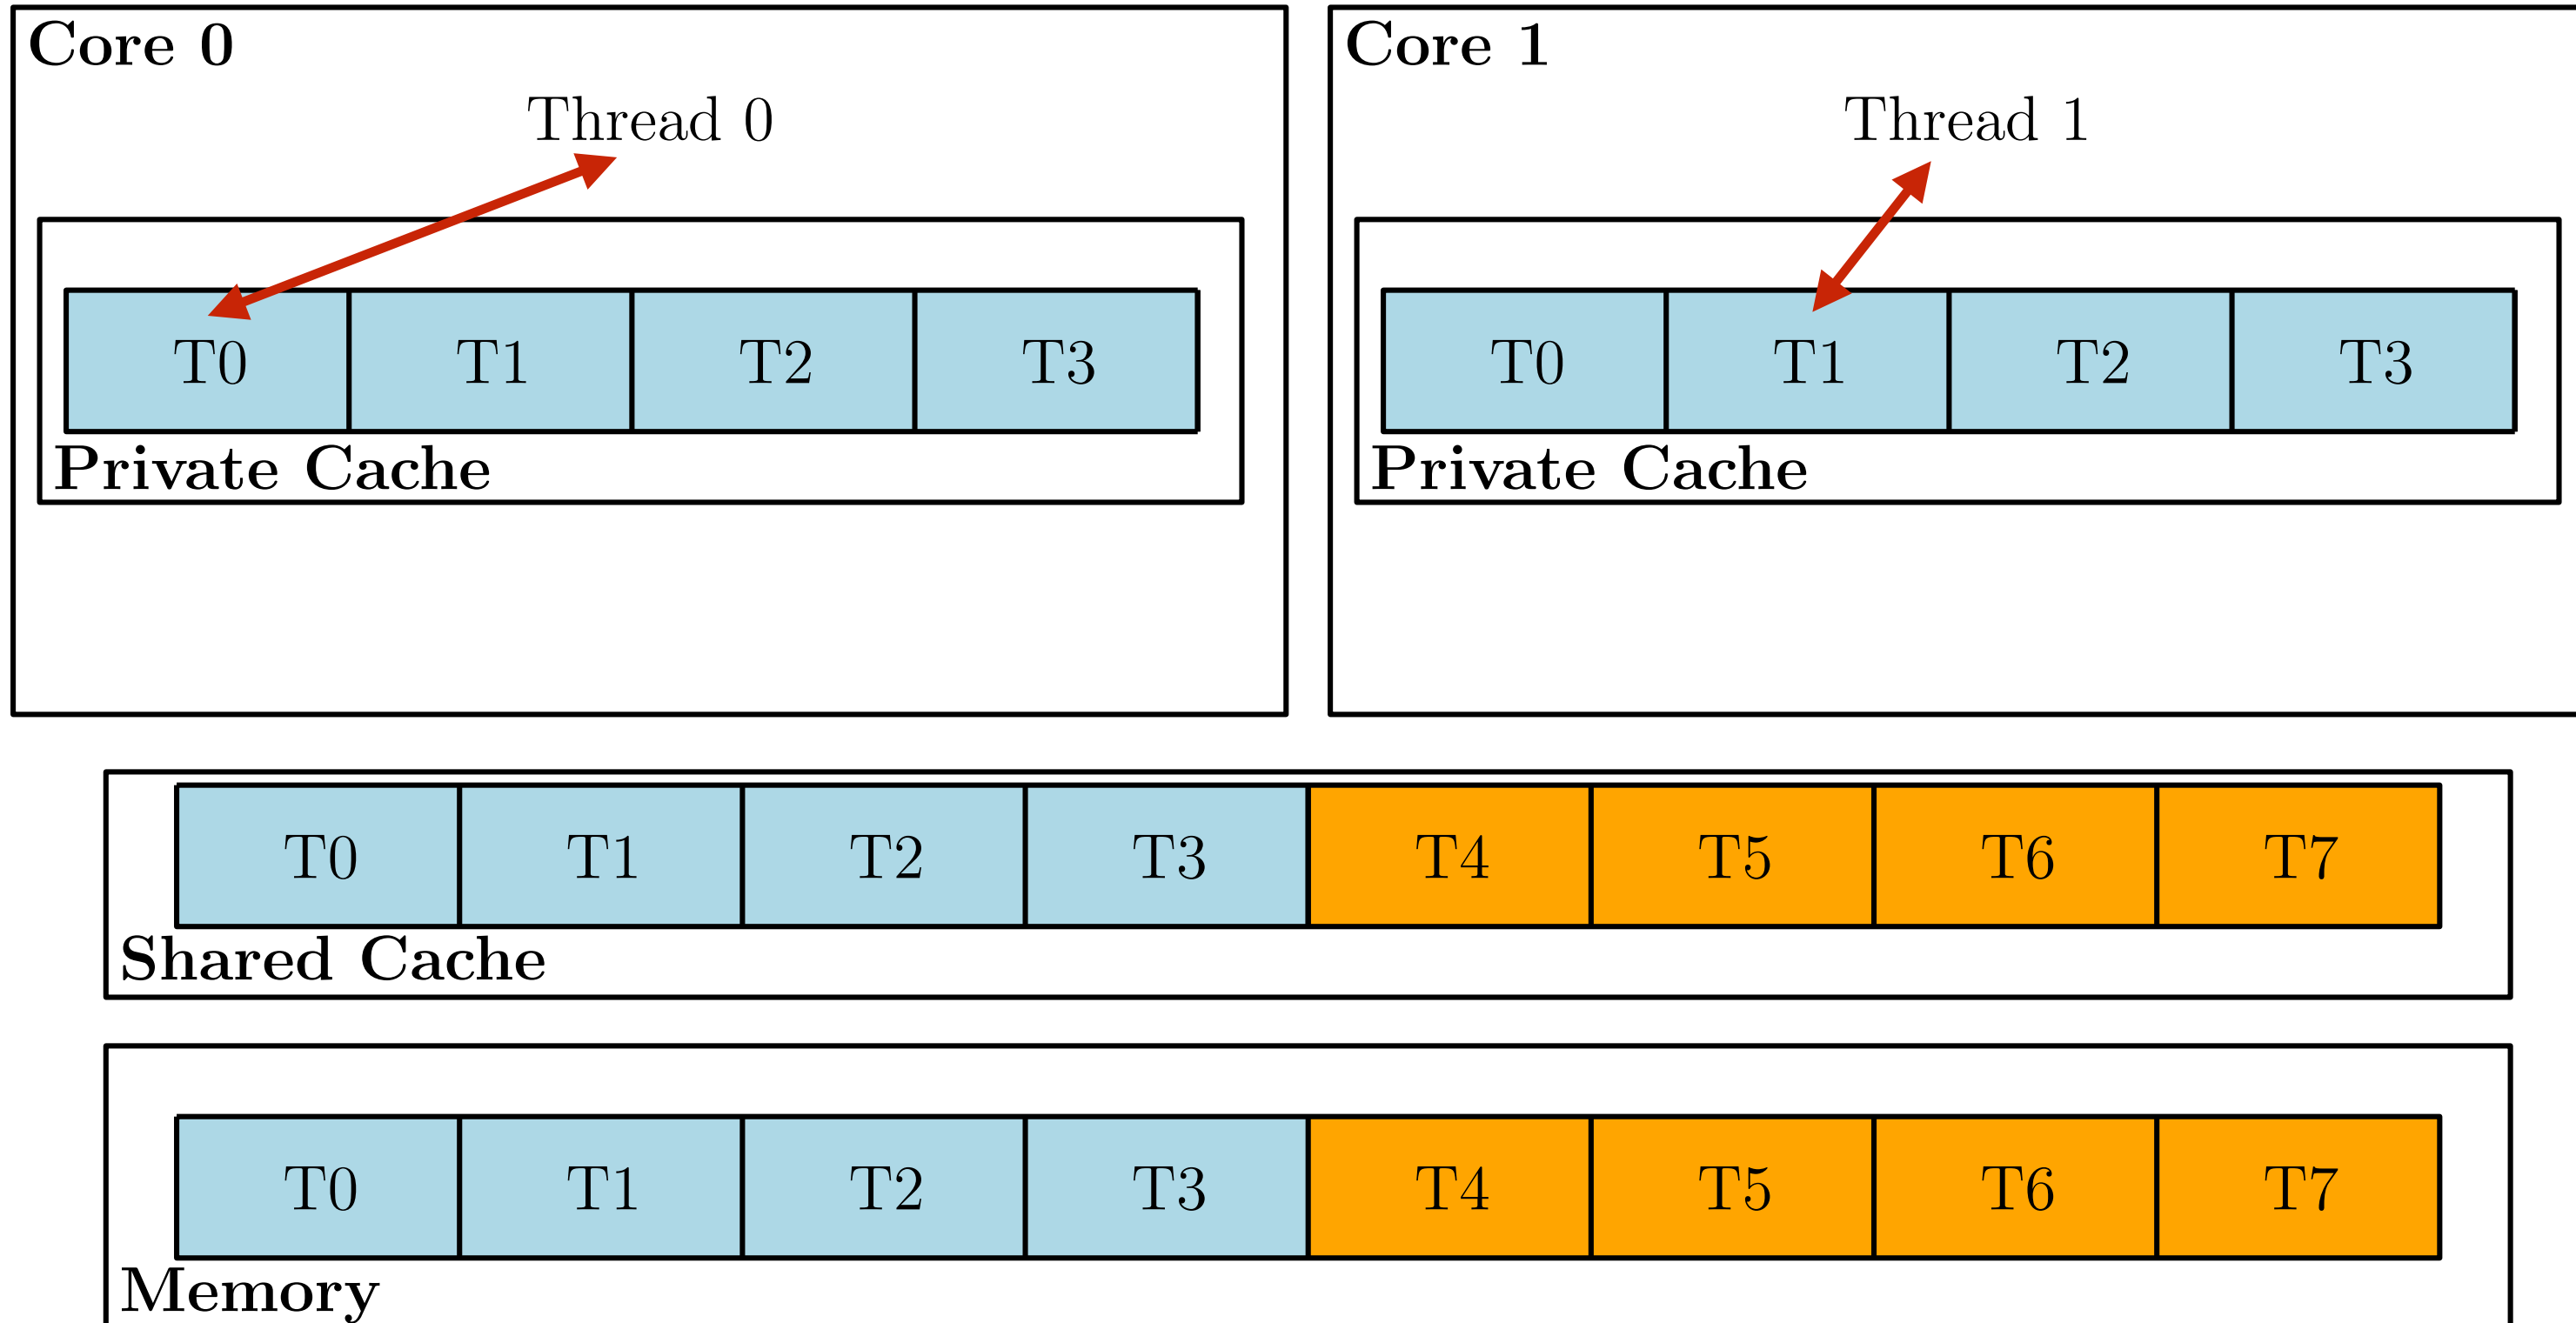 Core 0
Thread 0
T0 T1 T2 T3
Private Cache
Core 1
Thread 1
T0 T1 T2 T3
Private Cache
T0 T1 T2 T3 T4 T5 T6 T7
Shared Cache
T0 T1 T2 T3 T4 T5 T6 T7
Memory